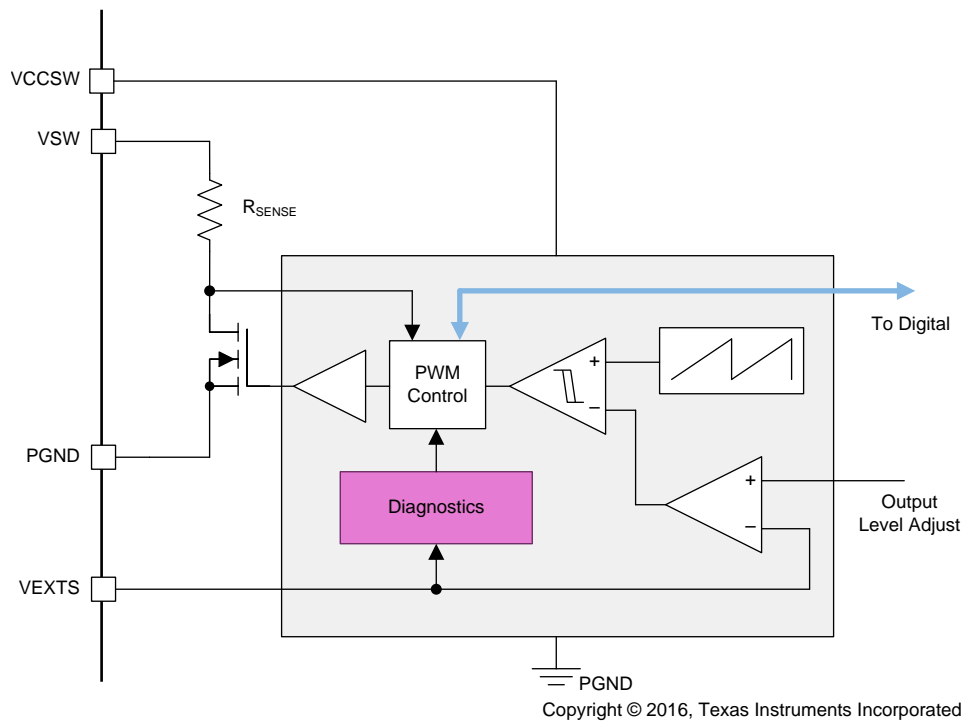 VCCSW
VSW
RSENSE
To Digital
PWM
Control
+
−
PGND
Diagnostics
+
−
Output
Level Adjust
VEXTS
PGND
Copyright © 2016, Texas Instruments Incorporated